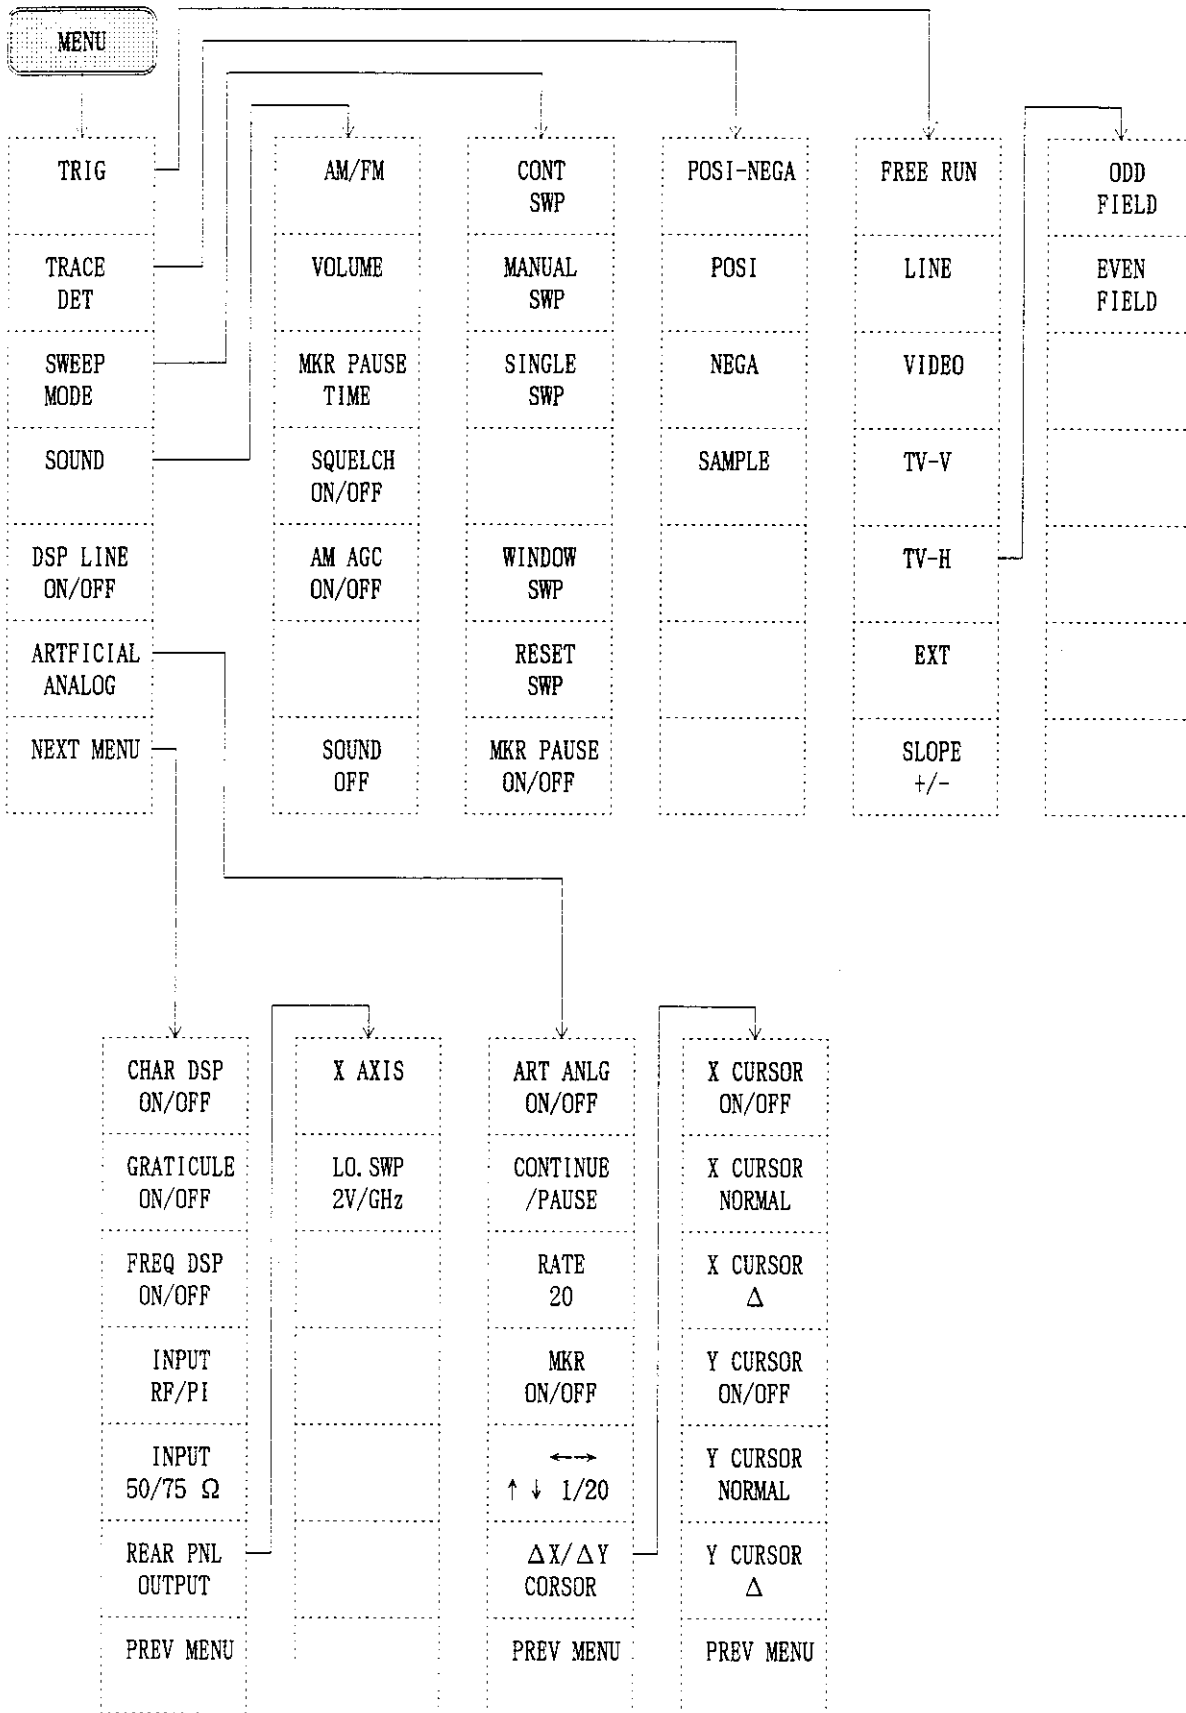 MENU
TRIG
TRACE
DET
SWEEP
MODE
SOUND
DSP LINE
ON/OFF
ARTFICIAL
ANALOG
NEXT MENU
AM/FM
VOLUME
MKR PAUSE
TIME
SQUELCH
ON/OFF
AM AGC
ON/OFF
SOUND
OFF
CONT
SWP
MANUAL
SWP
SINGLE
SWP
WINDOW
SWP
RESET
SWP
MKR PAUSE
ON/OFF
POSI-NEGA
POSI
NEGA
SAMPLE
FREE RUN
LINE
VIDEO
TV-V
TV-H
EXT
SLOPE
+/-
ODD
FIELD
EVEN
FIELD
CHAR DSP
ON/OFF
GRATICULE
ON/OFF
FREQ DSP
ON/OFF
INPUT
RF/PI
INPUT
50/75 Ω
REAR PNL
OUTPUT
PREV MENU
X AXIS
LO. SWP
2V/GHz
ART ANLG
ON/OFF
CONTINUE
/PAUSE
RATE
20
MKR
ON/OFF
←→
↑ ↓ 1/20
ΔX/ΔY
CORSOR
PREV MENU
X CURSOR
ON/OFF
X CURSOR
NORMAL
X CURSOR
Δ
Y CURSOR
ON/OFF
Y CURSOR
NORMAL
Y CURSOR
Δ
PREV MENU